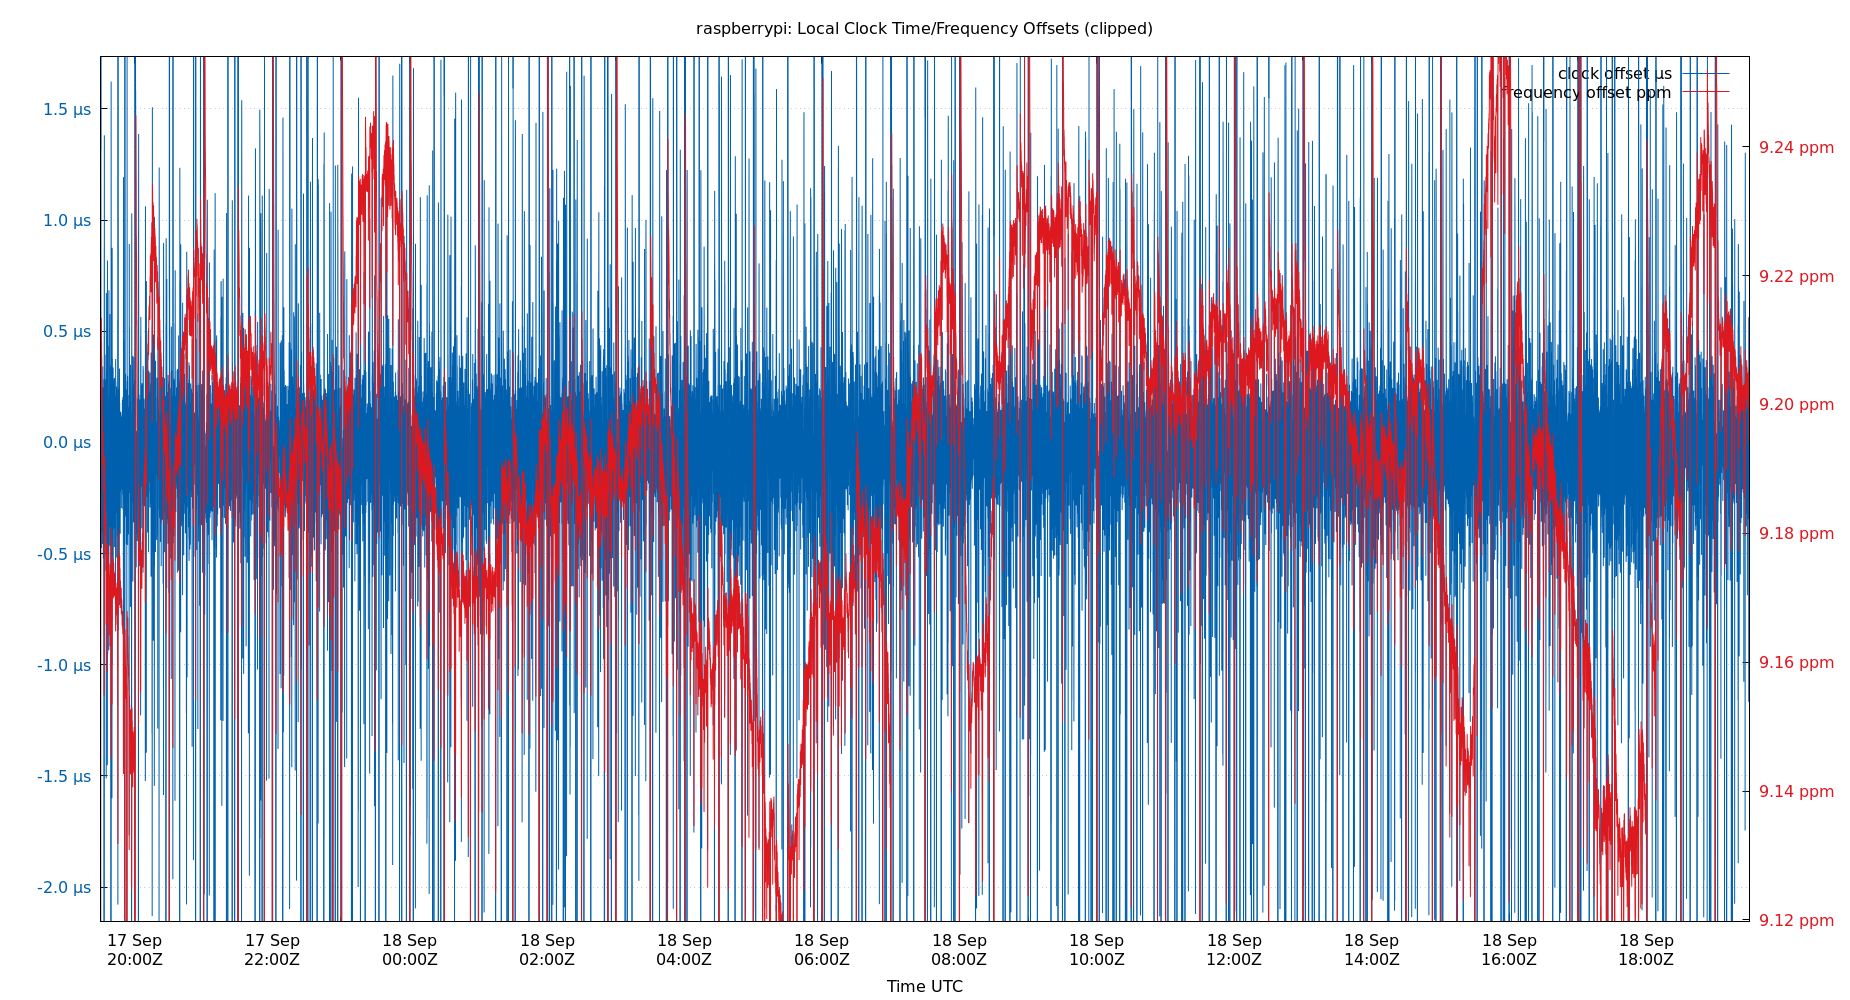 raspberrypi: Local Clock Time/Frequency Offsets (clipped)
clock offset µs
frequency offset ppm
1.5 µs
1.0 µs
0.5 µs
0.0 µs
-0.5 µs
-1.0 µs
-1.5 µs
-2.0 µs
9.24 ppm
9.22 ppm
9.20 ppm
9.18 ppm
9.16 ppm
9.14 ppm
9.12 ppm
17 Sep 17 Sep 18 Sep 18 Sep 18 Sep 18 Sep 18 Sep 18 Sep 18 Sep 18 Sep 18 Sep 18 Sep
20:00Z 22:00Z 00:00Z 02:00Z 04:00Z 06:00Z 08:00Z 10:00Z 12:00Z 14:00Z 16:00Z 18:00Z
Time UTC